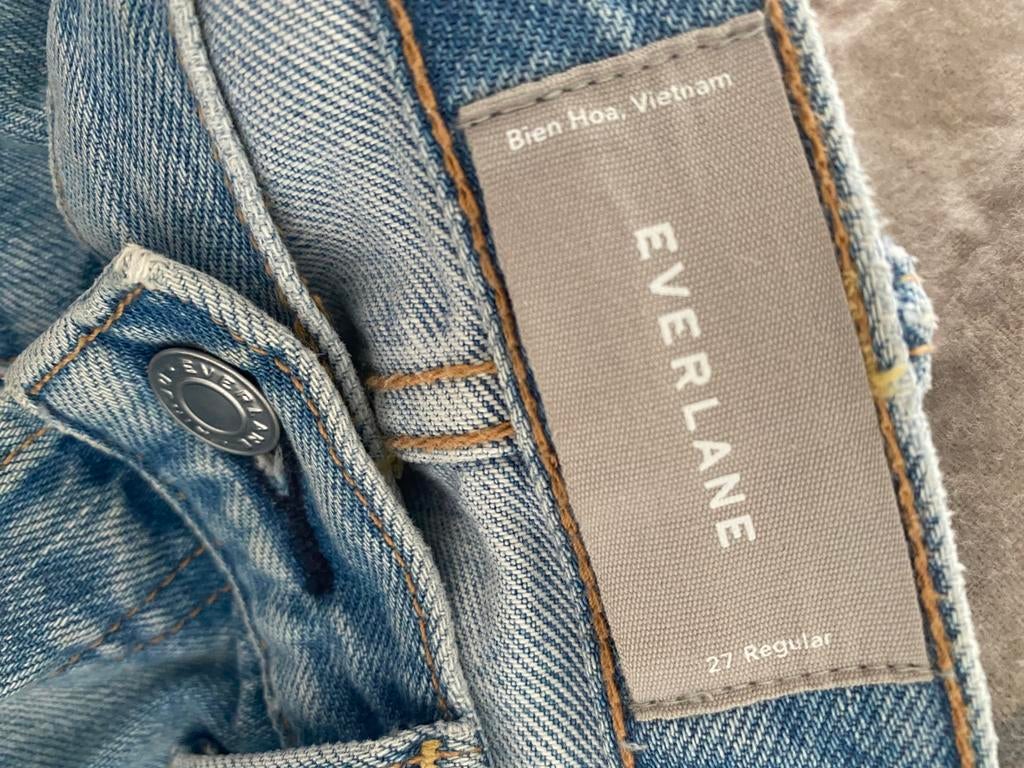 Bien Hoa, Vietnam
EVERLANE
27 Regular
EVERLANE